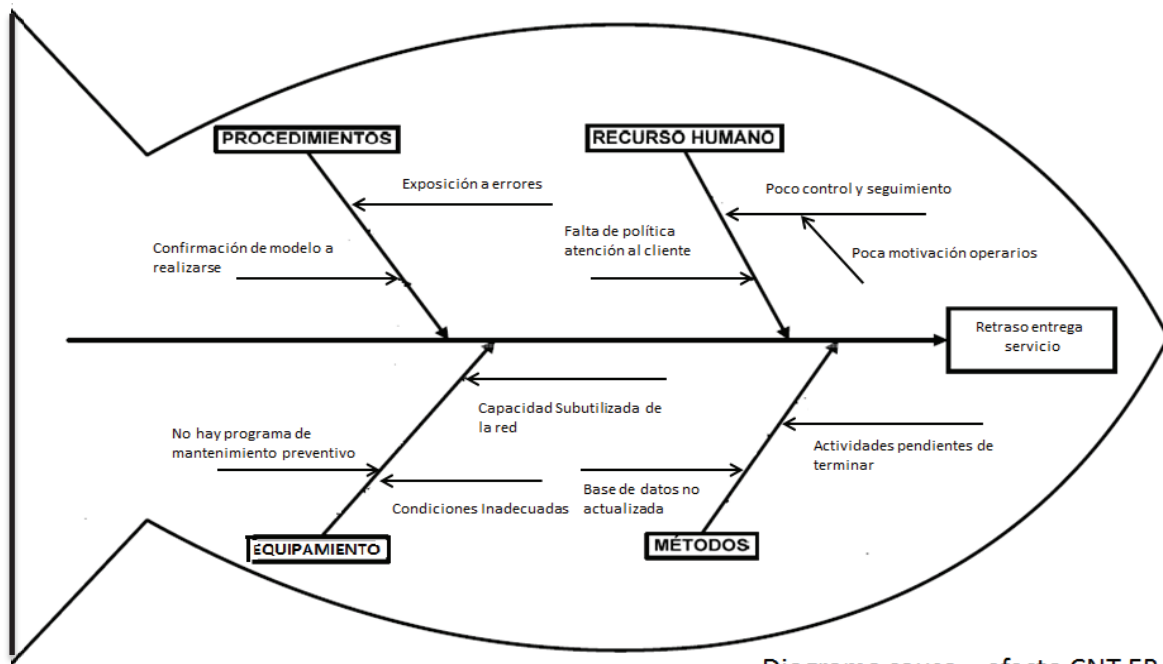 PROCEDIMIENTOS
RECURSO HUMANO
Exposición a errores
Poco control y seguimiento
Confirmación de modelo a
realizarse
Falta de política
atención al cliente
Poca motivación operarios
Retraso entrega
servicio
Capacidad Subutilizada de
la red
No hay programa de
mantenimiento preventivo
Actividades pendientes de
terminar
Condiciones Inadecuadas
Base de datos no
actualizada
EQUIPAMIENTO
MÉTODOS